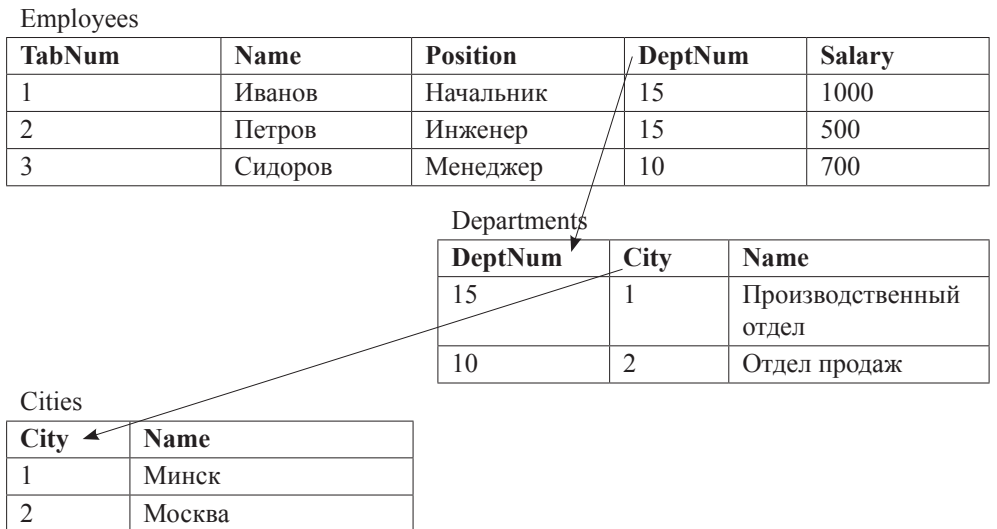 Employees
TabNum Name Position DeptNum Salary
1 Иванов Начальник 15 1000
2 Петров Инженер 15 500
3 Сидоров Менеджер 10 700
Departments
DeptNum City Name
15 1 Производственный
отдел
10 2 Отдел продаж
Cities
City Name
1 Минск
2 Москва